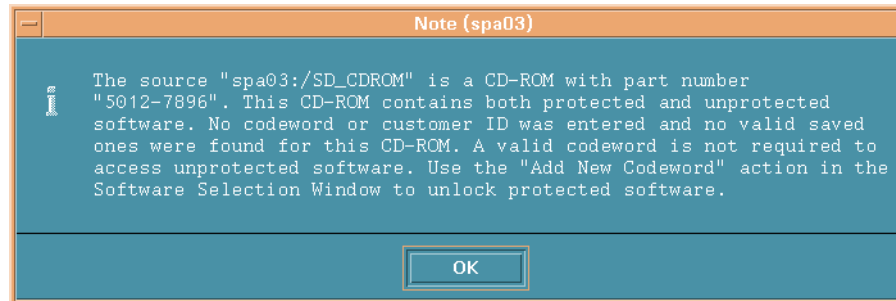 Note (spa03)
The source "spa03:/SD_CDROM" is a CD-ROM with part number
"5012-7896". This CD-ROM contains both protected and unprotected
software. No codeword or customer ID was entered and no valid saved
ones were found for this CD-ROM. A valid codeword is not required to
access unprotected software. Use the "Add New Codeword" action in the
Software Selection Window to unlock protected software.
OK